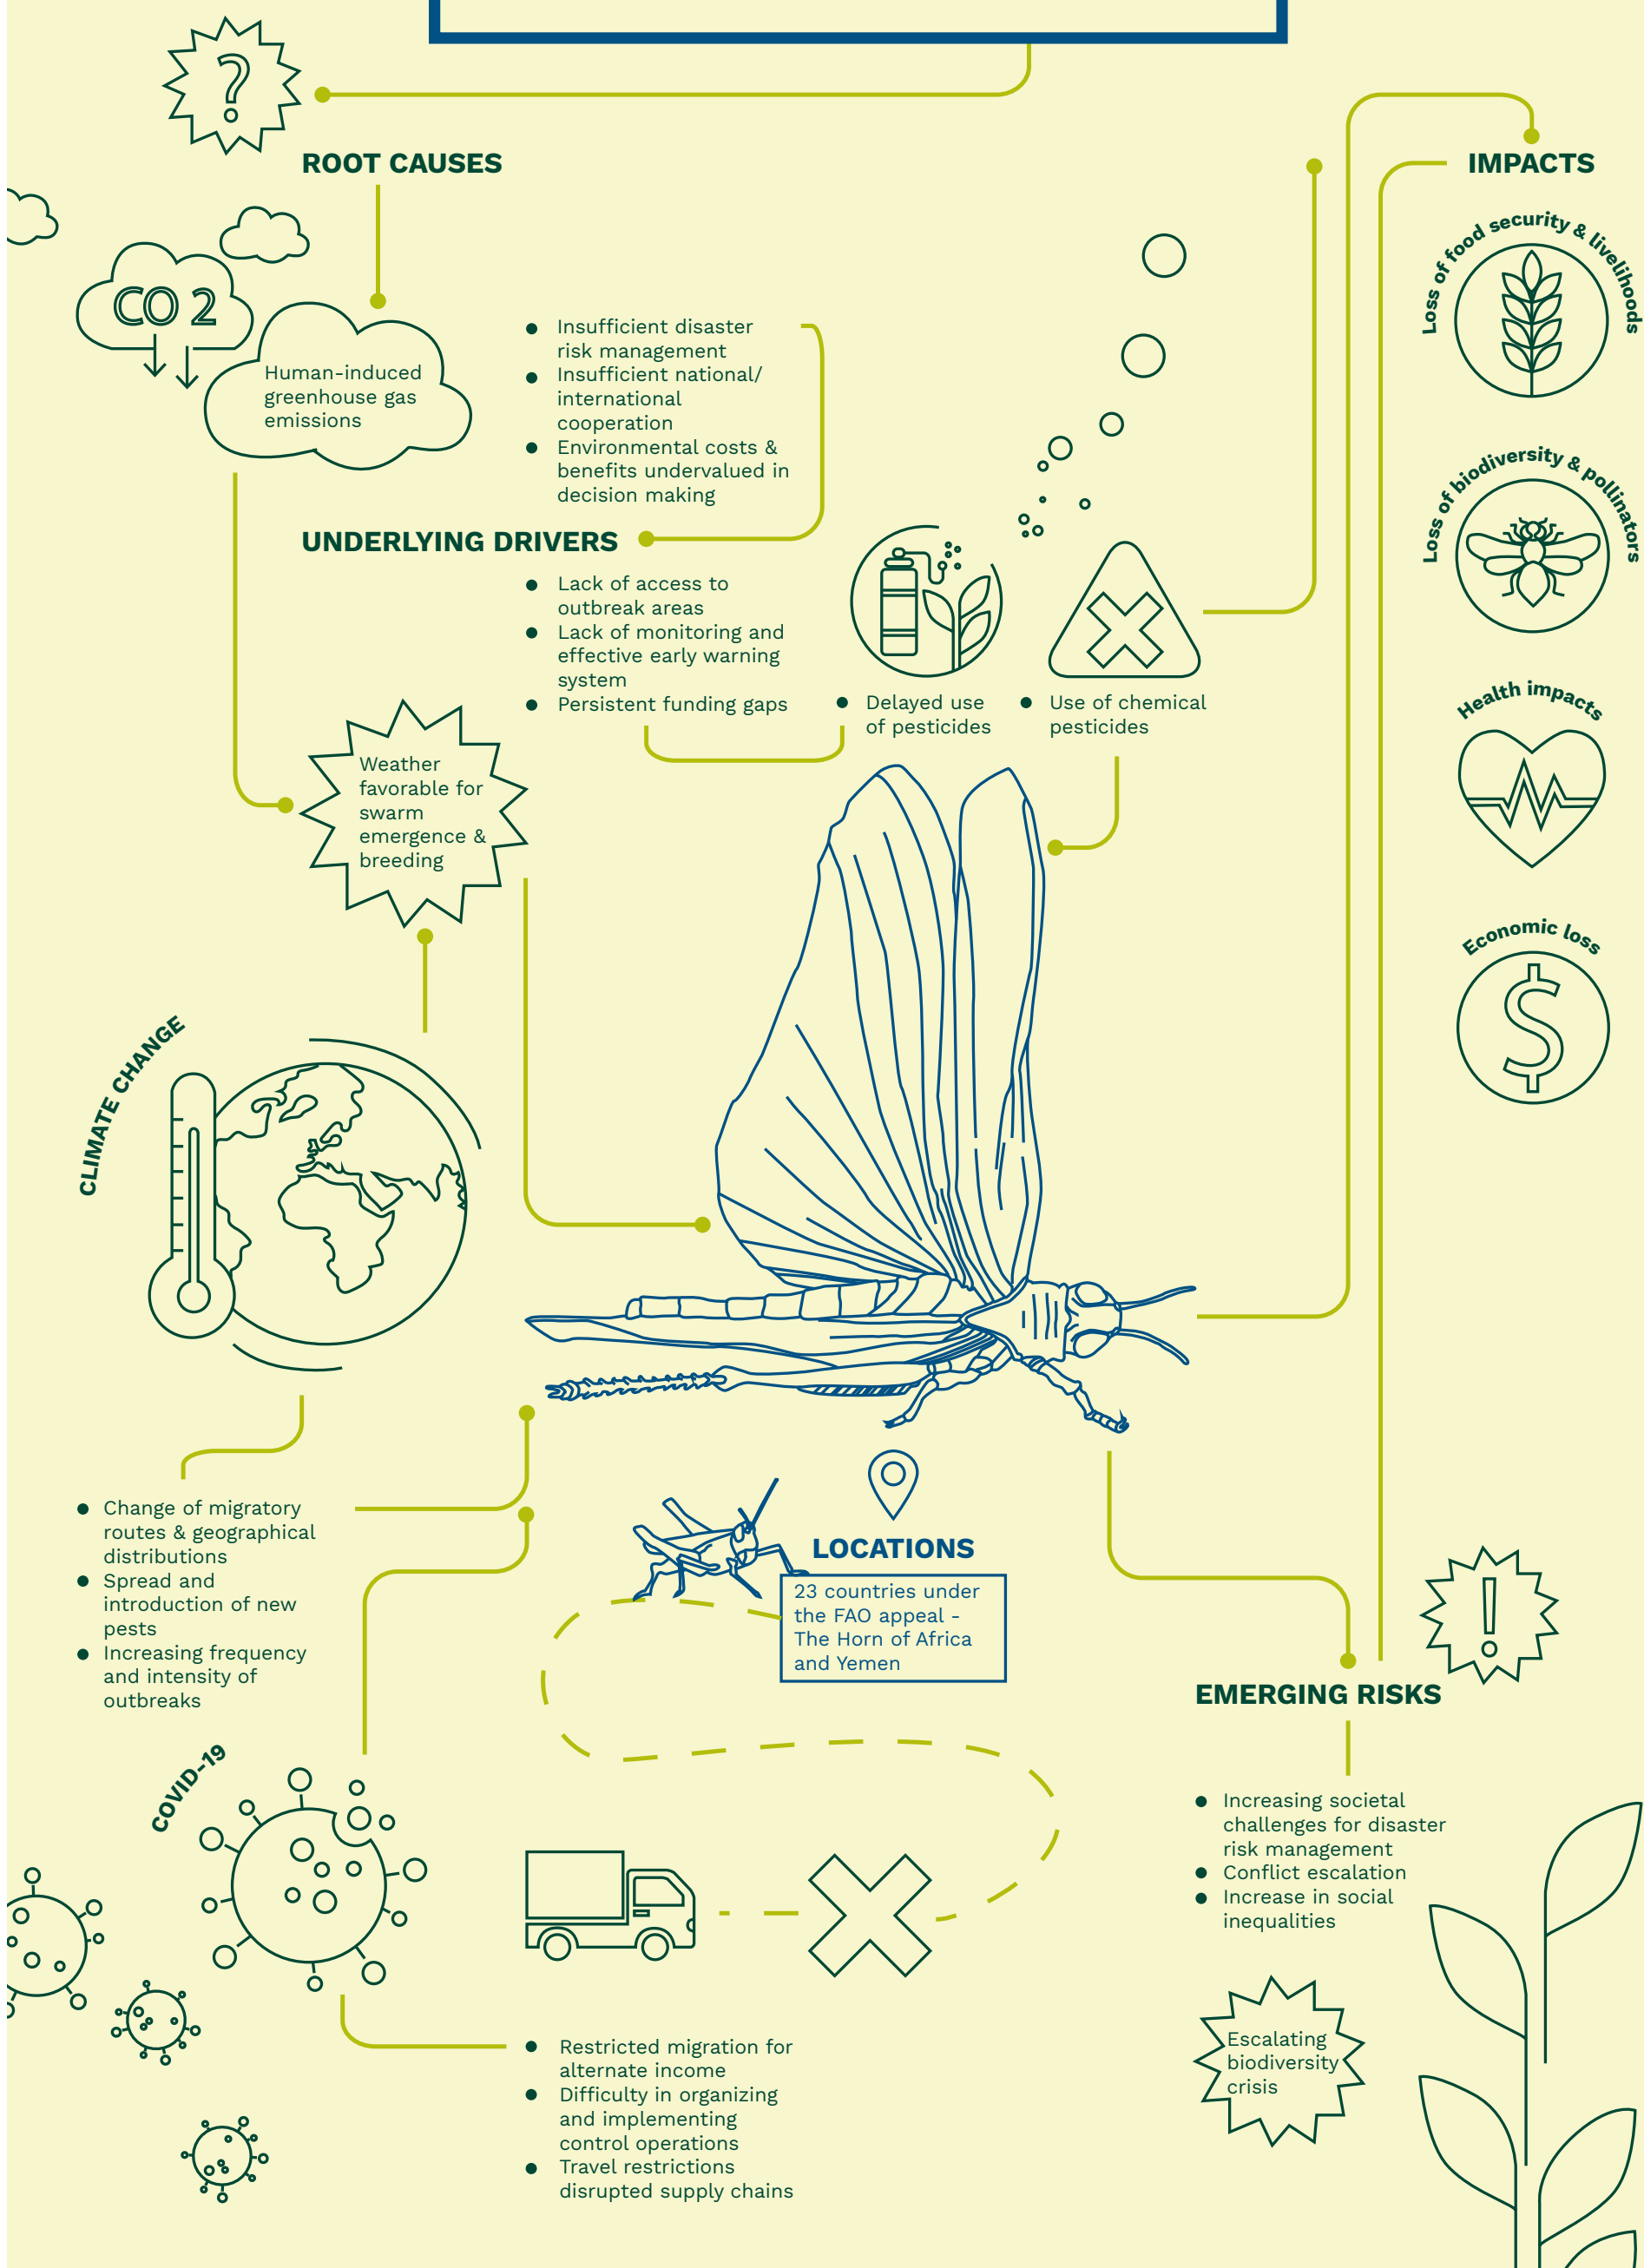 ?
ROOT CAUSES
CO 2
Human-induced
greenhouse gas
emissions
Insufficient disaster
risk management
Insufficient national/
international
cooperation
Environmental costs &
benefits undervalued in
decision making
UNDERLYING DRIVERS
Lack of access to
outbreak areas
Lack of monitoring and
effective early warning
system
Persistent funding gaps
Delayed use
of pesticides
Use of chemical
pesticides
IMPACTS
Loss of food security & livelihoods
Loss of biodiversity & pollinators
Health impacts
Economic loss
$
Weather
favorable for
swarm
emergence &
breeding
CLIMATE CHANGE
Change of migratory
routes & geographical
distributions
Spread and
introduction of new
pests
Increasing frequency
and intensity of
outbreaks
LOCATIONS
23 countries under
the FAO appeal -
The Horn of Africa
and Yemen
!
EMERGING RISKS
Increasing societal
challenges for disaster
risk management
Conflict escalation
Increase in social
inequalities
Escalating
biodiversity
crisis
COVID-19
Restricted migration for
alternate income
Difficulty in organizing
and implementing
control operations
Travel restrictions
disrupted supply chains